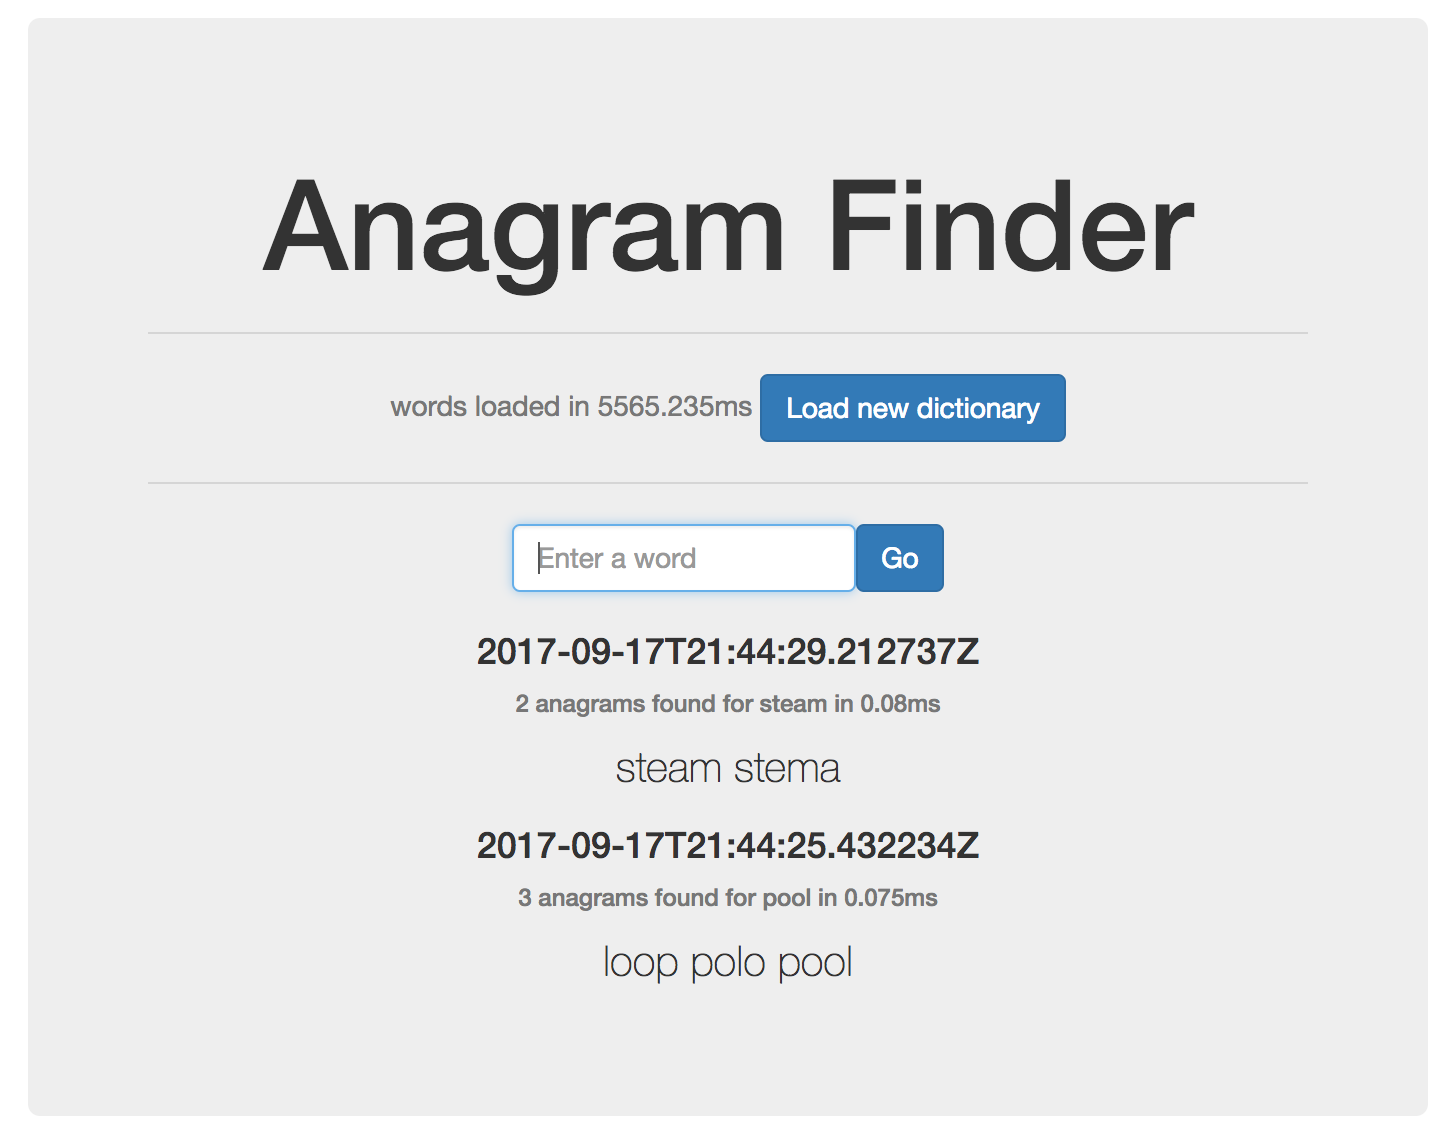 Anagram Finder
words loaded in 5565.235ms Load new dictionary
Enter a word Go
2017-09-17T21:44:29.212737Z
2 anagrams found for steam in 0.08ms
steam stema
2017-09-17T21:44:25.432234Z
3 anagrams found for pool in 0.075ms
loop polo pool